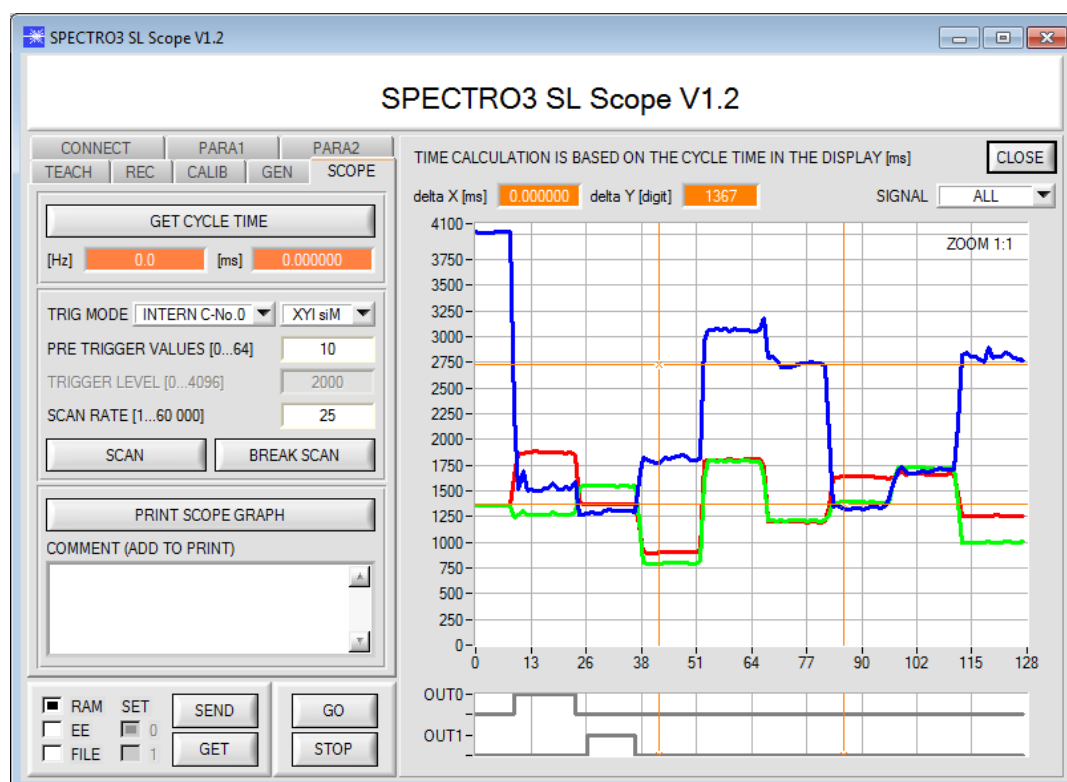 SPECTRO3 SL Scope V1.2
SPECTRO3 SL Scope V1.2
CONNECT PARA1 PARA2
TEACH REC CALIB GEN SCOPE
GET CYCLE TIME
[Hz] 0.0 [ms] 0.000000
TRIG MODE INTERN C-No.0 XYI siM
PRE TRIGGER VALUES [0...64] 10
TRIGGER LEVEL [0...4096] 2000
SCAN RATE [1...60 000] 25
SCAN BREAK SCAN
PRINT SCOPE GRAPH
COMMENT (ADD TO PRINT)
RAM SET SEND GO
EE 0
FILE 1 GET STOP
TIME CALCULATION IS BASED ON THE CYCLE TIME IN THE DISPLAY [ms] CLOSE
delta X [ms] 0.000000 delta Y [digit] 1367 SIGNAL ALL
ZOOM 1:1
4100
3750
3500
3250
3000
2750
2500
2250
2000
1750
1500
1250
1000
750
500
250
0
0 13 26 38 51 64 77 90 102 115 128
OUT0
OUT1